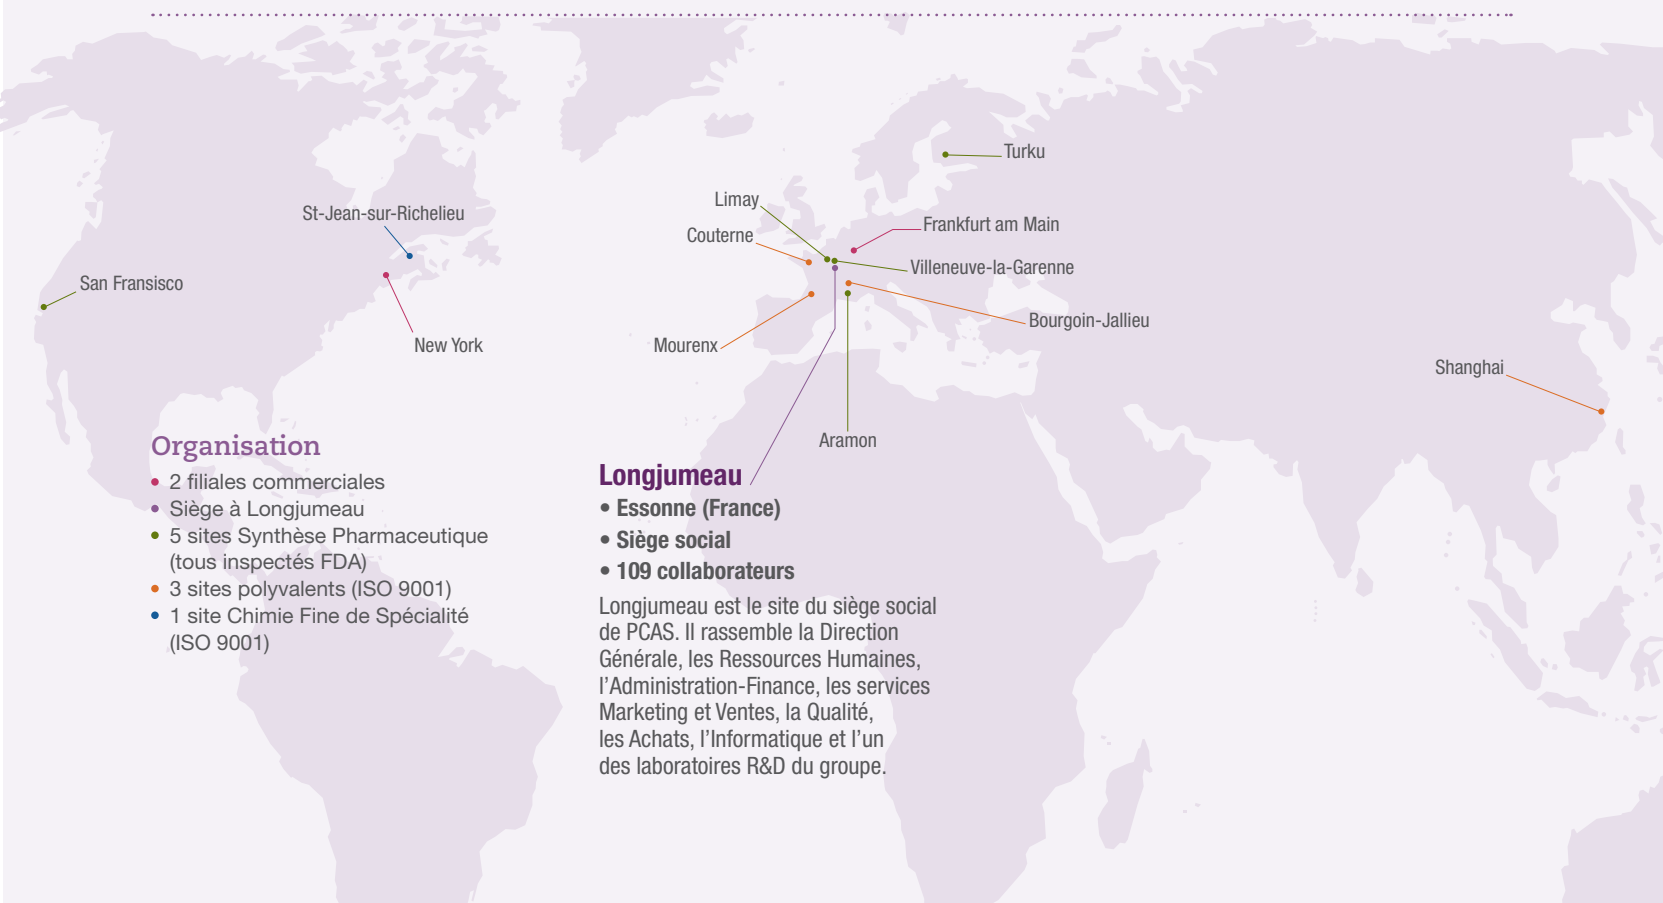 Turku
Limay
St-Jean-sur-Richelieu
Couterne
Frankfurt am Main
Villeneuve-la-Garenne
San Fransisco
Bourgoin-Jallieu
New York
Mourenx
Shanghai
Aramon
Organisation
• 2 filiales commerciales
• Siège à Longjumeau
• 5 sites Synthèse Pharmaceutique
(tous inspectés FDA)
• 3 sites polyvalents (ISO 9001)
• 1 site Chimie Fine de Spécialité
(ISO 9001)
Longjumeau
• Essonne (France)
• Siège social
• 109 collaborateurs
Longjumeau est le site du siège social
de PCAS. Il rassemble la Direction
Générale, les Ressources Humaines,
l’Administration-Finance, les services
Marketing et Ventes, la Qualité,
les Achats, l’Informatique et l’un
des laboratoires R&D du groupe.